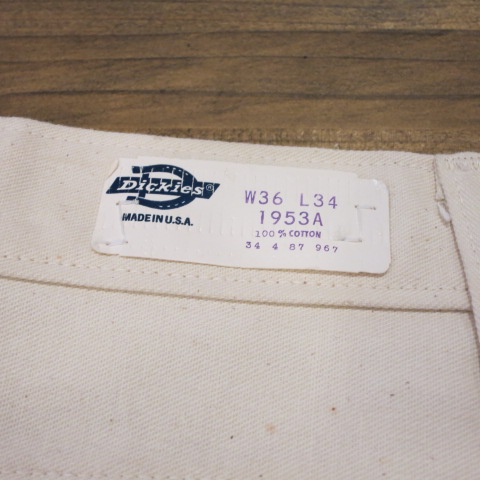 Dickies®
MADE IN U.S.A.
W36 L34
1953A
100% COTTON
34 4 87 967